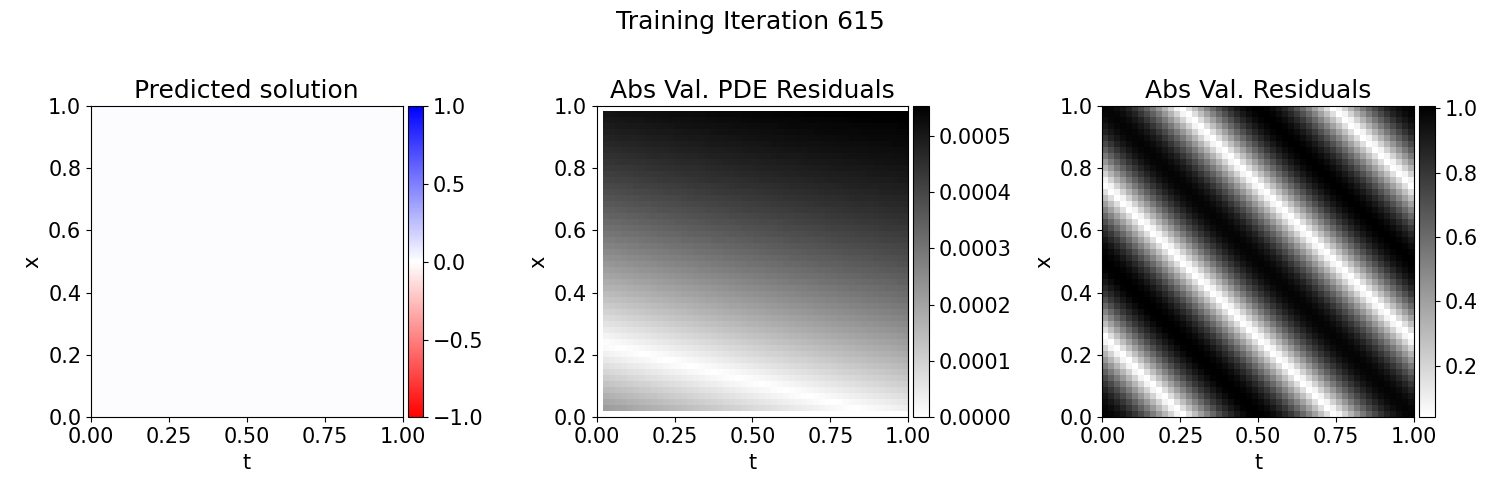 Training Iteration 615
Predicted solution
1.0
0.8
0.6
0.4
0.2
0.0
x
0.00 0.25 0.50 0.75 1.00
t
1.0
0.5
0.0
−0.5
−1.0
Abs Val. PDE Residuals
1.0
0.8
0.6
0.4
0.2
0.0
x
0.00 0.25 0.50 0.75 1.00
t
0.0005
0.0004
0.0003
0.0002
0.0001
0.0000
Abs Val. Residuals
1.0
0.8
0.6
0.4
0.2
0.0
x
0.00 0.25 0.50 0.75 1.00
t
1.0
0.8
0.6
0.4
0.2